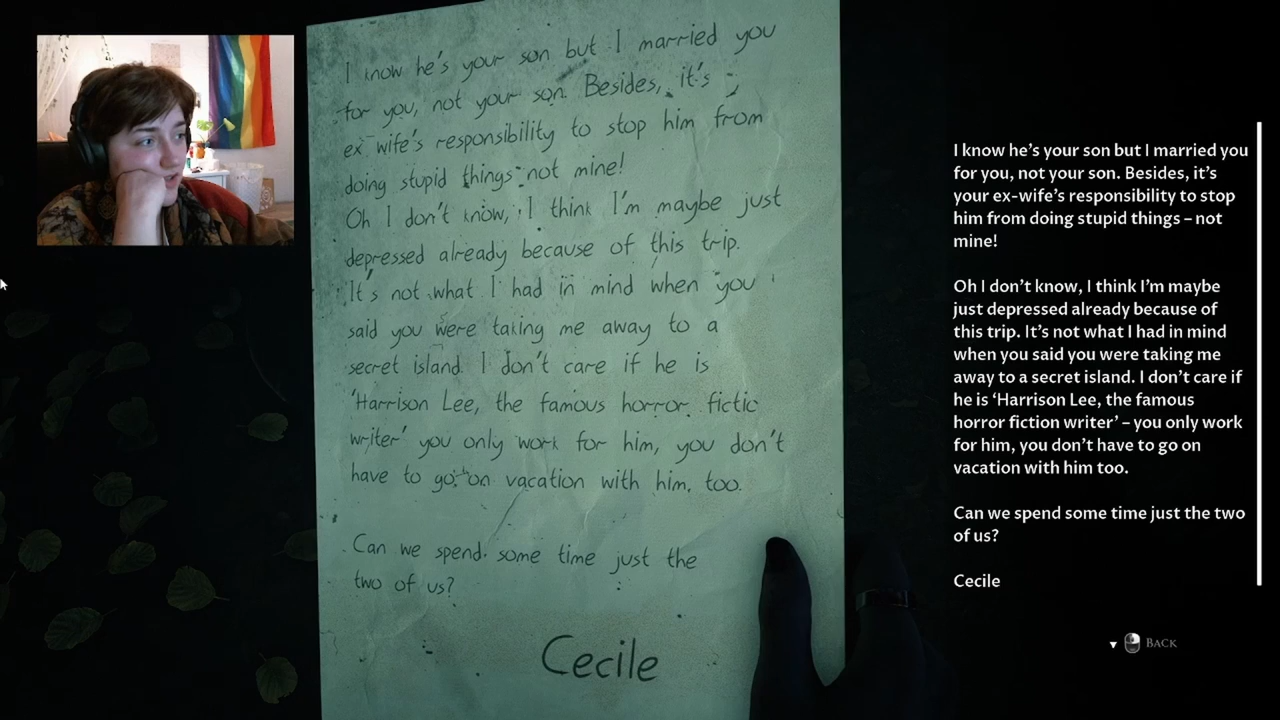 I know he's your son but I married you
for you, not your son. Besides, it's
ex wife's responsibility to stop him from
doing stupid things not mine!
Oh I don't know, I think I'm maybe just
depressed already because of this trip.
It's not what I had in mind when you
said you were taking me away to a
secret island. I don't care if he is
'Harrison Lee, the famous horror fictic
writer' you only work for him, you don't
have to go on vacation with him, too.
Can we spend some time just the
two of us?
Cecile
I know he's your son but I married you
for you, not your son. Besides, it's
your ex-wife's responsibility to stop
him from doing stupid things – not
mine!
Oh I don't know, I think I'm maybe
just depressed already because of
this trip. It's not what I had in mind
when you said you were taking me
away to a secret island. I don't care if
he is 'Harrison Lee, the famous
horror fiction writer' – you only work
for him, you don't have to go on
vacation with him too.
Can we spend some time just the two
of us?
Cecile
BACK